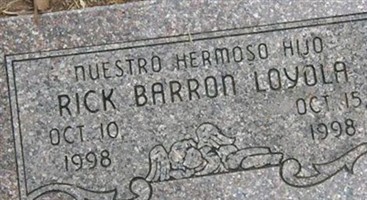 NUESTRO HERMOSO HIJO
RICK BARRON LOYOLA
OCT. 10, 1998
OCT. 15, 1998